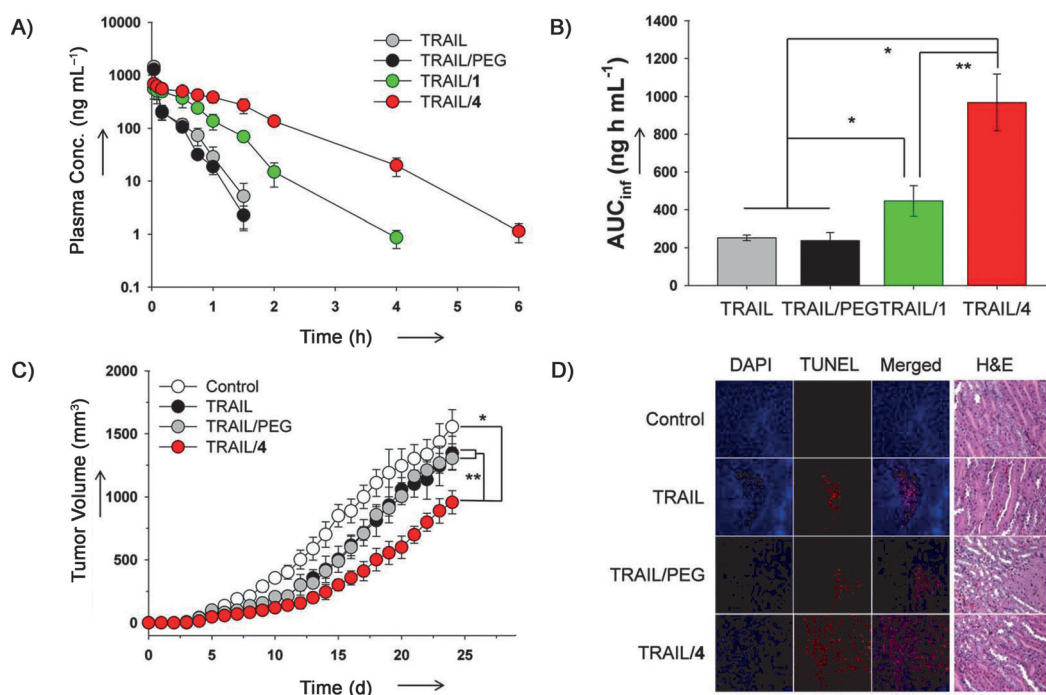 A)
Plasma Conc. (ng mL⁻¹)
10000
1000
100
10
1
0.1
0
1
2
3
4
5
6
Time (h)
TRAIL
TRAIL/PEG
TRAIL/1
TRAIL/4
B)
AUCinf (ng h mL⁻¹)
1400
1200
1000
800
600
400
200
0
*
**
*
TRAIL TRAIL/PEG TRAIL/1 TRAIL/4
C)
Tumor Volume (mm³)
1500
1000
500
0
0 5 10 15 20 25
Time (d)
Control
TRAIL
TRAIL/PEG
TRAIL/4
*
**
D)
DAPI TUNEL Merged H&E
Control
TRAIL
TRAIL/PEG
TRAIL/4